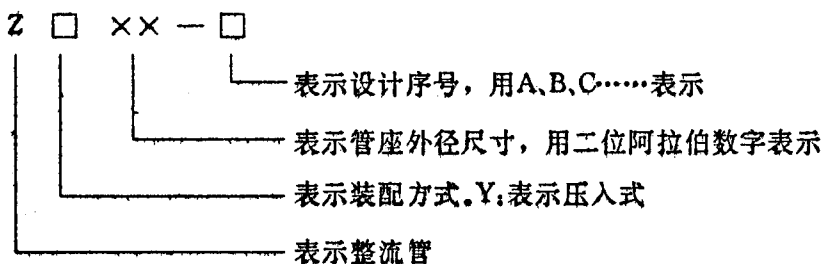 Z □ ×× — □
表示设计序号，用A、B、C……表示
表示管座外径尺寸，用二位阿拉伯数字表示
表示装配方式。Y:表示压入式
表示整流管